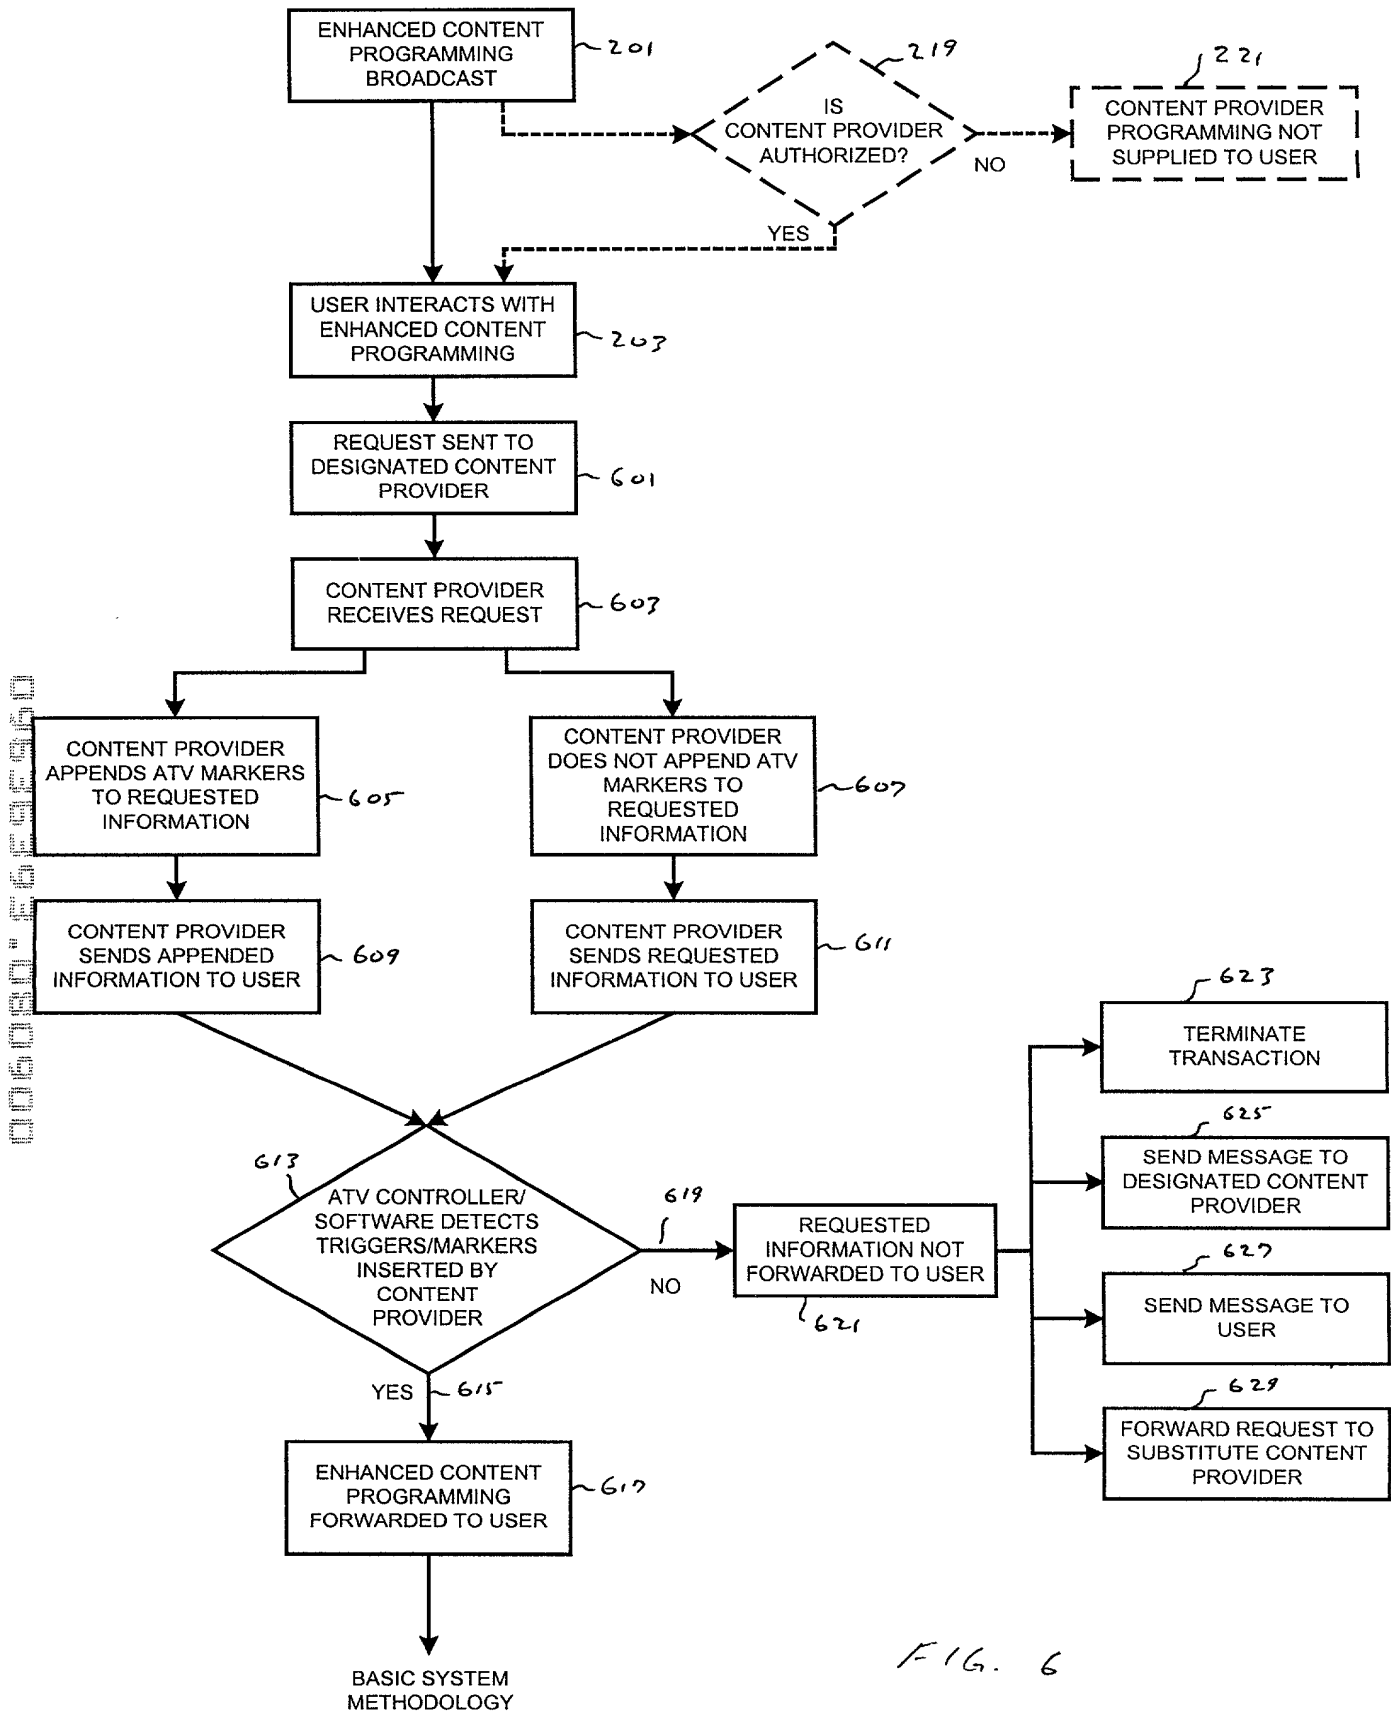 ENHANCED CONTENT
PROGRAMMING
BROADCAST
201
219
IS
CONTENT PROVIDER
AUTHORIZED?
NO
221
CONTENT PROVIDER
PROGRAMMING NOT
SUPPLIED TO USER
YES
USER INTERACTS WITH
ENHANCED CONTENT
PROGRAMMING
203
REQUEST SENT TO
DESIGNATED CONTENT
PROVIDER
601
CONTENT PROVIDER
RECEIVES REQUEST
603
CONTENT PROVIDER
APPENDS ATV MARKERS
TO REQUESTED
INFORMATION
605
CONTENT PROVIDER
DOES NOT APPEND ATV
MARKERS TO
REQUESTED
INFORMATION
607
CONTENT PROVIDER
SENDS APPENDED
INFORMATION TO USER
609
CONTENT PROVIDER
SENDS REQUESTED
INFORMATION TO USER
611
613
ATV CONTROLLER/
SOFTWARE DETECTS
TRIGGERS/MARKERS
INSERTED BY
CONTENT
PROVIDER
619
NO
REQUESTED
INFORMATION NOT
FORWARDED TO USER
621
623
TERMINATE
TRANSACTION
625
SEND MESSAGE TO
DESIGNATED CONTENT
PROVIDER
627
SEND MESSAGE TO
USER
629
FORWARD REQUEST TO
SUBSTITUTE CONTENT
PROVIDER
YES
615
ENHANCED CONTENT
PROGRAMMING
FORWARDED TO USER
617
BASIC SYSTEM
METHODOLOGY
FIG. 6